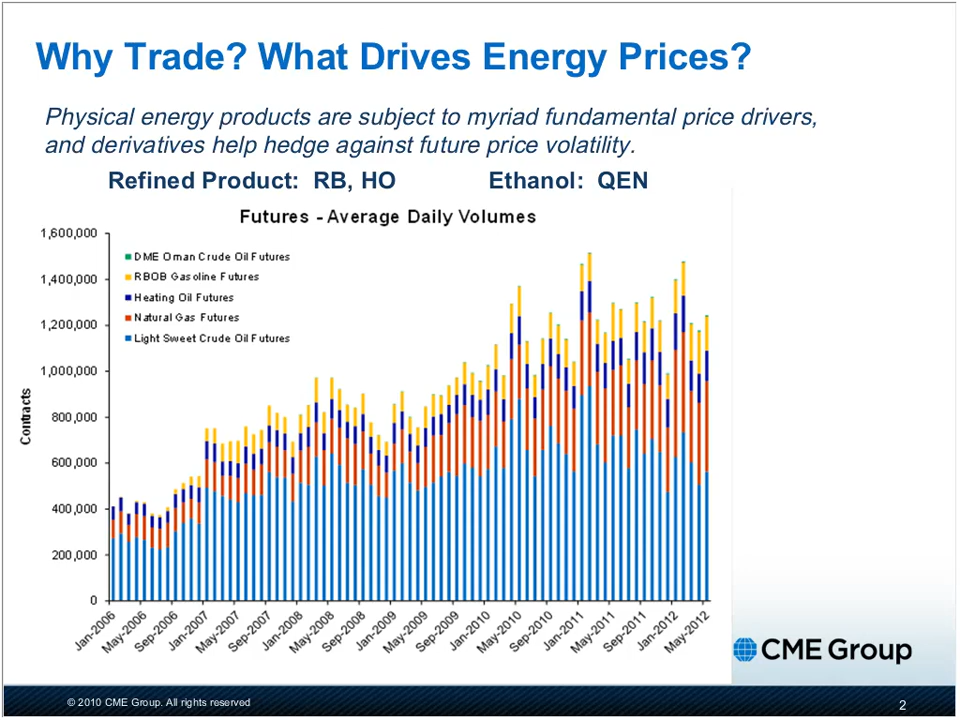 Why Trade? What Drives Energy Prices?
Physical energy products are subject to myriad fundamental price drivers,
and derivatives help hedge against future price volatility.
Refined Product: RB, HO Ethanol: QEN
Futures - Average Daily Volumes
1,600,000
1,400,000
1,200,000
1,000,000
800,000
600,000
400,000
200,000
0
Contracts
DME Oman Crude Oil Futures
RBOB Gasoline Futures
Heating Oil Futures
Natural Gas Futures
Light Sweet Crude Oil Futures
Jan-2006
May-2006
Sep-2006
Jan-2007
May-2007
Sep-2007
Jan-2008
May-2008
Sep-2008
Jan-2009
May-2009
Sep-2009
Jan-2010
May-2010
Sep-2010
Jan-2011
May-2011
Sep-2011
Jan-2012
May-2012
CME Group
© 2010 CME Group. All rights reserved
2